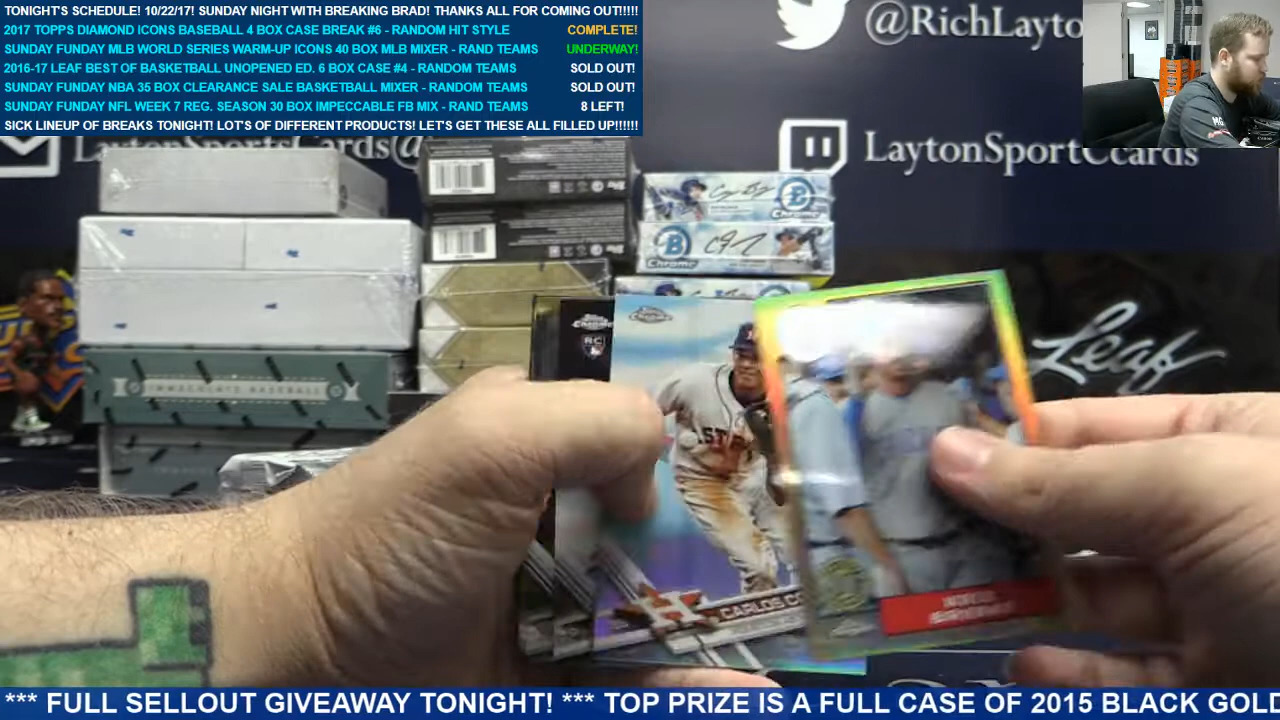 TONIGHT'S SCHEDULE! 10/22/17! SUNDAY NIGHT WITH BREAKING BRAD! THANKS ALL FOR COMING OUT!!!!!
2017 TOPPS DIAMOND ICONS BASEBALL 4 BOX CASE BREAK #6 - RANDOM HIT STYLE COMPLETE!
SUNDAY FUNDAY MLB WORLD SERIES WARM-UP ICONS 40 BOX MLB MIXER - RAND TEAMS UNDERWAY!
2016-17 LEAF BEST OF BASKETBALL UNOPENED ED. 6 BOX CASE #4 - RANDOM TEAMS SOLD OUT!
SUNDAY FUNDAY NBA 35 BOX CLEARANCE SALE BASKETBALL MIXER - RANDOM TEAMS SOLD OUT!
SUNDAY FUNDAY NFL WEEK 7 REG. SEASON 30 BOX IMPECCABLE FB MIX - RAND TEAMS 8 LEFT!
SICK LINEUP OF BREAKS TONIGHT! LOT'S OF DIFFERENT PRODUCTS! LET'S GET THESE ALL FILLED UP!!!!!!
@RichLayto
LaytonSportsCards@
LaytonSportCcards
B Chrome
B Chrome
IMMACULATE BASEBALL
Leaf
Chrome
RC
Chrome
CARLOS CO
*** FULL SELLOUT GIVEAWAY TONIGHT! *** TOP PRIZE IS A FULL CASE OF 2015 BLACK GOLD